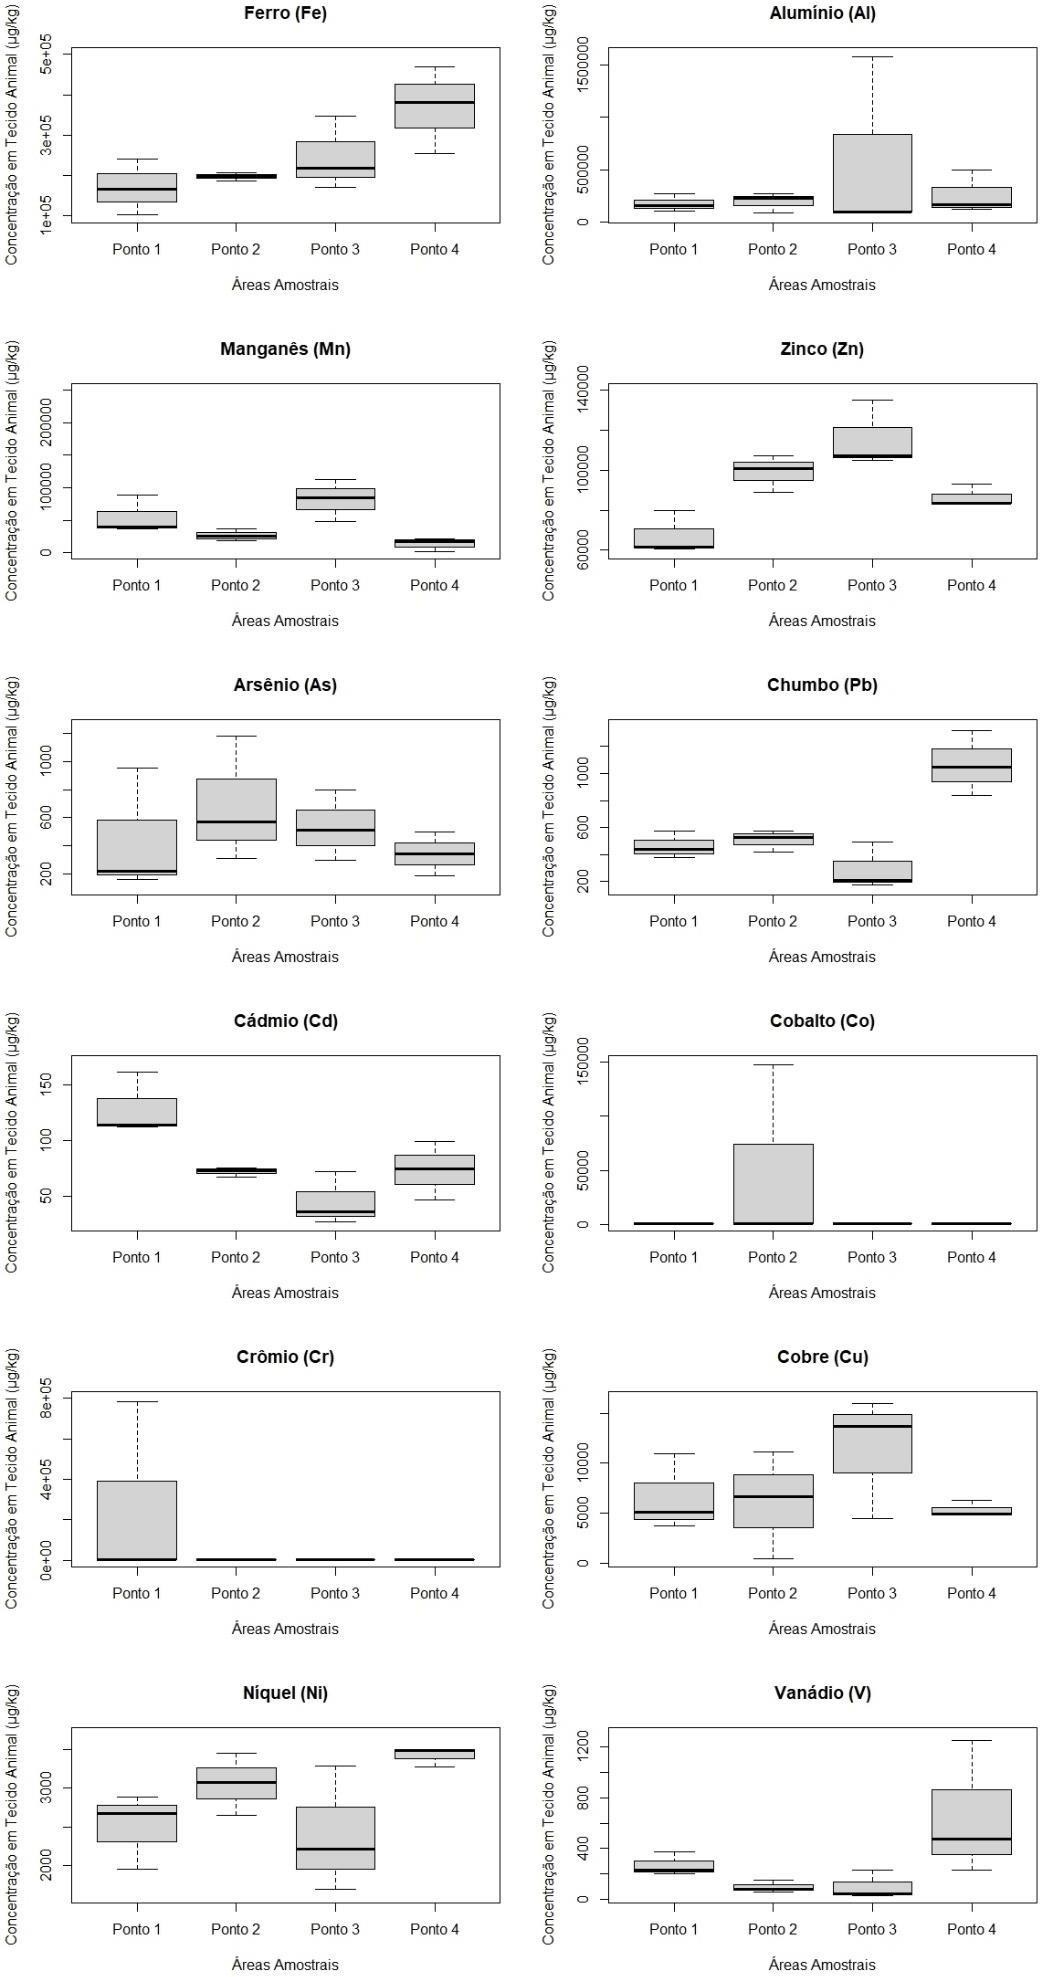 Ferro (Fe)
Concentração em Tecido Animal (µg/kg)
5e+05
3e+05
1e+05
Ponto 1 Ponto 2 Ponto 3 Ponto 4
Áreas Amostrais
Alumínio (Al)
Concentração em Tecido Animal (µg/kg)
1500000
500000
0
Ponto 1 Ponto 2 Ponto 3 Ponto 4
Áreas Amostrais
Manganês (Mn)
Concentração em Tecido Animal (µg/kg)
200000
100000
0
Ponto 1 Ponto 2 Ponto 3 Ponto 4
Áreas Amostrais
Zinco (Zn)
Concentração em Tecido Animal (µg/kg)
140000
100000
60000
Ponto 1 Ponto 2 Ponto 3 Ponto 4
Áreas Amostrais
Arsênio (As)
Concentração em Tecido Animal (µg/kg)
1000
600
200
Ponto 1 Ponto 2 Ponto 3 Ponto 4
Áreas Amostrais
Chumbo (Pb)
Concentração em Tecido Animal (µg/kg)
1000
600
200
Ponto 1 Ponto 2 Ponto 3 Ponto 4
Áreas Amostrais
Cádmio (Cd)
Concentração em Tecido Animal (µg/kg)
150
100
50
Ponto 1 Ponto 2 Ponto 3 Ponto 4
Áreas Amostrais
Cobalto (Co)
Concentração em Tecido Animal (µg/kg)
150000
50000
0
Ponto 1 Ponto 2 Ponto 3 Ponto 4
Áreas Amostrais
Crômio (Cr)
Concentração em Tecido Animal (µg/kg)
8e+05
4e+05
0e+00
Ponto 1 Ponto 2 Ponto 3 Ponto 4
Áreas Amostrais
Cobre (Cu)
Concentração em Tecido Animal (µg/kg)
10000
5000
0
Ponto 1 Ponto 2 Ponto 3 Ponto 4
Áreas Amostrais
Níquel (Ni)
Concentração em Tecido Animal (µg/kg)
3000
2000
Ponto 1 Ponto 2 Ponto 3 Ponto 4
Áreas Amostrais
Vanádio (V)
Concentração em Tecido Animal (µg/kg)
1200
800
400
0
Ponto 1 Ponto 2 Ponto 3 Ponto 4
Áreas Amostrais